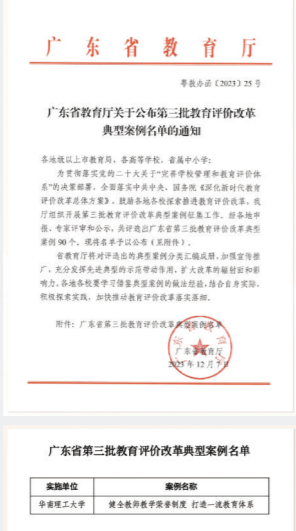 广东省教育厅
粤教办函〔2023〕25号
广东省教育厅关于公布第三批教育评价改革
典型案例名单的通知
各地级以上市教育局、各高等学校、省属中小学:
为贯彻落实党的二十大关于“完善学校管理和教育评价体
系”的决策部署,全面落实中共中央、国务院《深化新时代教育
评价改革总体方案》,鼓励各地各校探索推进教育评价改革,我
厅组织开展第三批教育评价改革典型案例征集工作。经各地申
报、专家评审和公示,共评选出广东省第三批教育评价改革典型
案例 90 个。现将名单予以公布(见附件)。
省教育厅将对评选出的典型案例分类汇编成册,加强宣传推
广,充分发挥先进典型的示范带动作用,扩大改革的辐射面和影
响力。各地各校要学习借鉴典型案例的做法经验,结合自身实际,
积极探索实践,加快推动教育评价改革落实落细。
附件:广东省第三批教育评价改革典型案例名单
广东省教育厅
2023 年 12 月 7 日
广东省第三批教育评价改革典型案例名单
实施单位 案例名称
华南理工大学 健全教师教学荣誉制度 打造一流教育体系